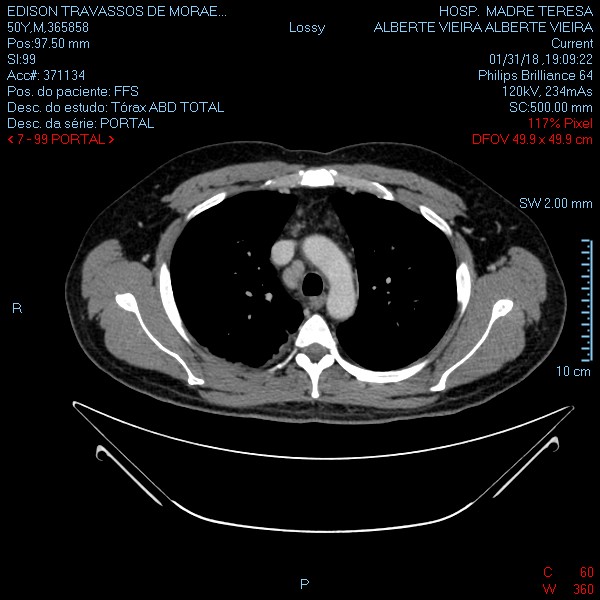 EDISON TRAVASSOS DE MORAE...
50Y,M,365858
Pos:97.50 mm
SI:99
Acc#: 371134
Pos. do paciente: FFS
Desc. do estudo: Tórax ABD TOTAL
Desc. da série: PORTAL
< 7 - 99 PORTAL >
Lossy
HOSP. MADRE TERESA
ALBERTE VIEIRA ALBERTE VIEIRA
Current
01/31/18 ,19:09:22
Philips Brilliance 64
120kV, 234mAs
SC:500.00 mm
117% Pixel
DFOV 49.9 x 49.9 cm
SW 2.00 mm
R
10 cm
P
C 60
W 360